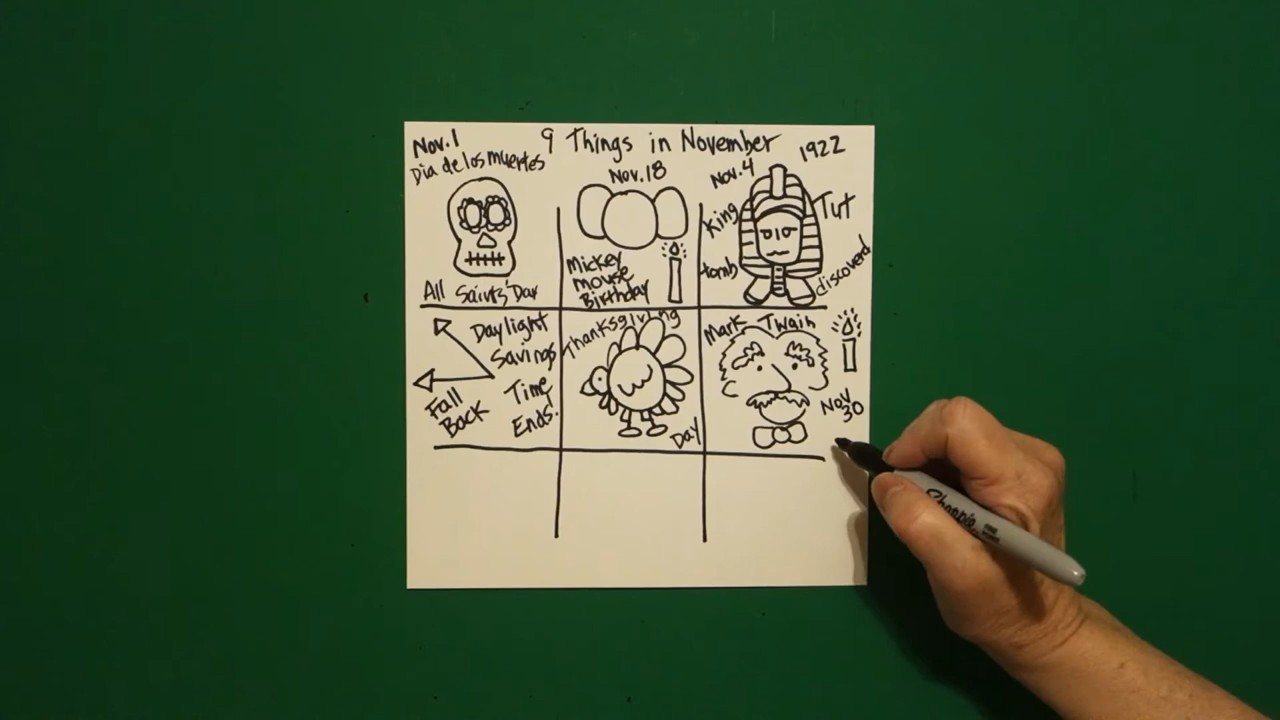 9 Things in November
Nov. 1
Dia de los muertes
All Saints' Day
Nov. 18
Mickey
Mouse
Birthday
Nov. 4
1922
King
Tut
tomb
discoverd
Daylight
Savings
Time
Ends.
Fall
Back
Thanksgiving
Day
Mark Twain
Nov
30
Sharpie